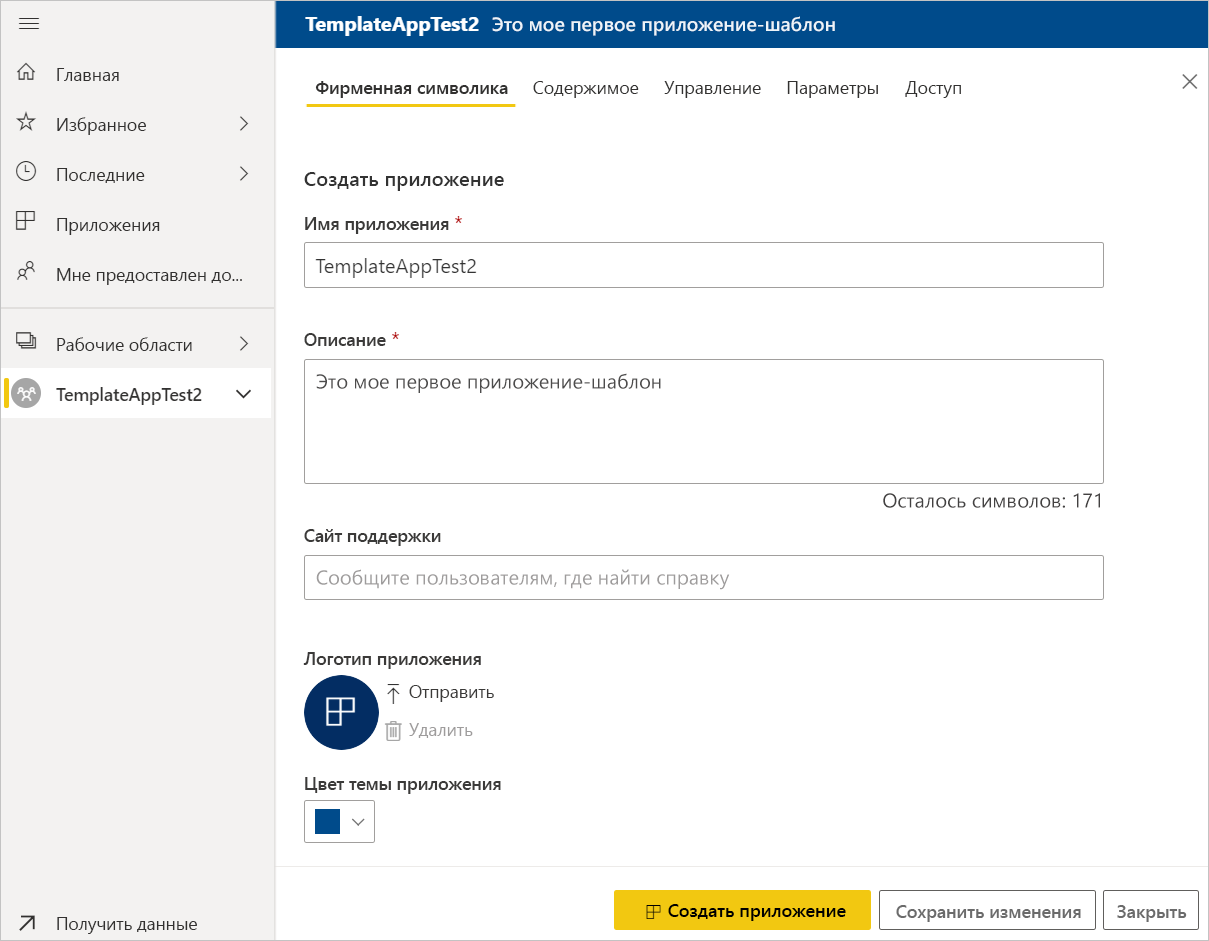 Главная
Избранное
Последние
Приложения
Мне предоставлен до...
Рабочие области
TemplateAppTest2
Получить данные
TemplateAppTest2 Это мое первое приложение-шаблон
Фирменная символика Содержимое Управление Параметры Доступ
Создать приложение
Имя приложения *
TemplateAppTest2
Описание *
Это мое первое приложение-шаблон
Осталось символов: 171
Сайт поддержки
Сообщите пользователям, где найти справку
Логотип приложения
Отправить
Удалить
Цвет темы приложения
Создать приложение Сохранить изменения Закрыть